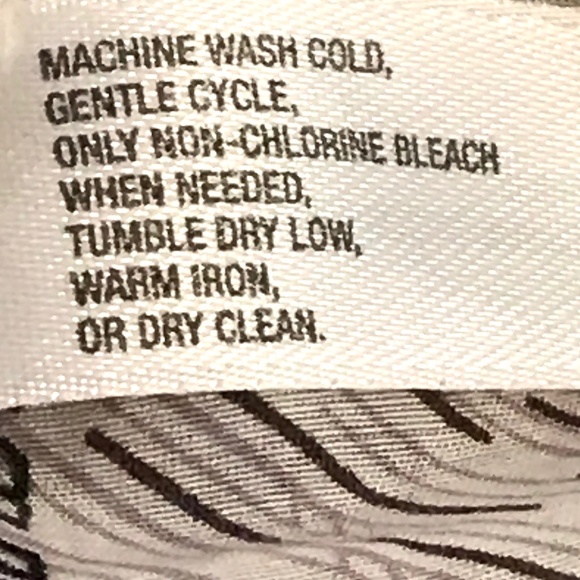 MACHINE WASH COLD,
GENTLE CYCLE,
ONLY NON-CHLORINE BLEACH
WHEN NEEDED,
TUMBLE DRY LOW,
WARM IRON,
OR DRY CLEAN.